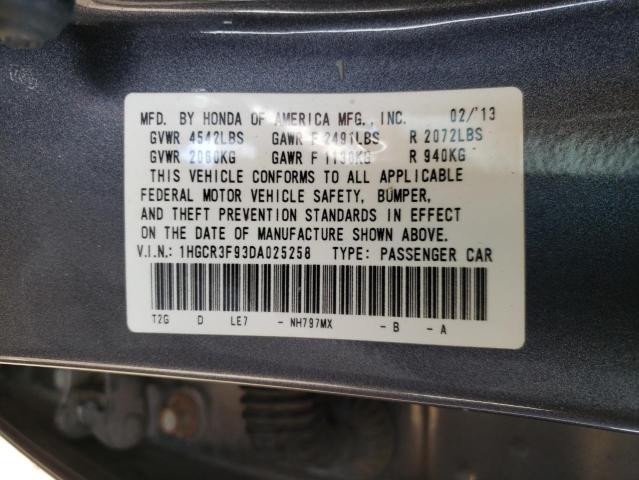 MFD. BY HONDA OF AMERICA MFG., INC. 02/'13
GVWR 4542LBS GAWR F 2491LBS R 2072LBS
GVWR 2060KG GAWR F 1130KG R 940KG
THIS VEHICLE CONFORMS TO ALL APPLICABLE
FEDERAL MOTOR VEHICLE SAFETY, BUMPER,
AND THEFT PREVENTION STANDARDS IN EFFECT
ON THE DATE OF MANUFACTURE SHOWN ABOVE.
V.I.N.: 1HGCR3F93DA025258 TYPE: PASSENGER CAR
T2G D LE7 - NH797MX - B - A